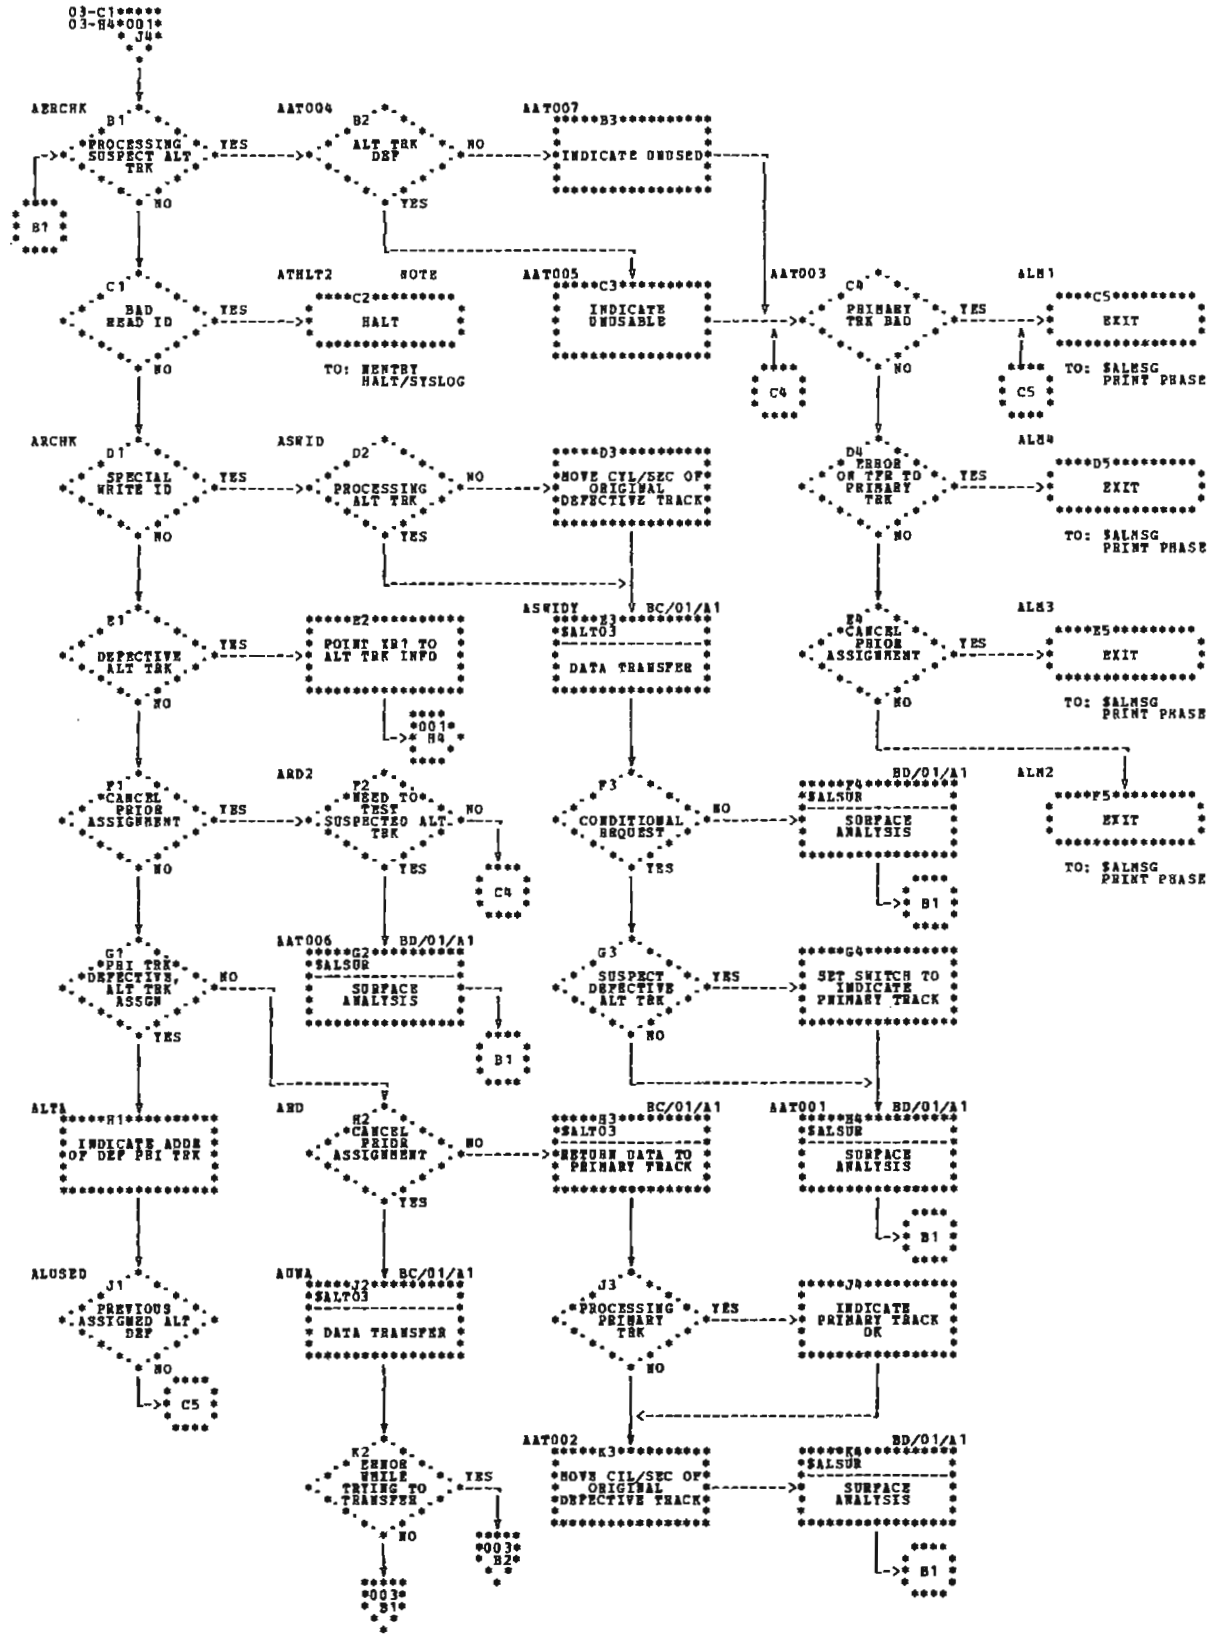 03-C1
03-H4*001*
J4
AERCHK
B1
PROCESSING
SUSPECT ALT
TRK
YES
NO
AAT004
B2
ALT TRK
DEF
NO
YES
AAT007
B3
INDICATE UNUSED
B1
C1
BAD
READ ID
YES
NO
ATHLT2 NOTE
C2
HALT
TO: NENTRY
HALT/SYSLOG
AAT005
C3
INDICATE
UNUSABLE
AAT003
C4
PRIMARY
TRK BAD
YES
NO
A
C4
ALM1
C5
EXIT
A
C5
TO: $ALMSG
PRINT PHASE
ARCHK
D1
SPECIAL
WRITE ID
YES
NO
ASWID
D2
PROCESSING
ALT TRK
NO
YES
D3
MOVE CYL/SEC OF
ORIGINAL
DEFECTIVE TRACK
D4
ERROR
ON TFR TO
PRIMARY
TRK
YES
NO
ALM4
D5
EXIT
TO: $ALMSG
PRINT PHASE
E1
DEFECTIVE
ALT TRK
YES
NO
E2
POINT XR1 TO
ALT TRK INFO
*001*
H4
ASWIDY BC/01/A1
E3
$ALTO3
DATA TRANSFER
E4
CANCEL
PRIOR
ASSIGNMENT
YES
NO
ALM3
E5
EXIT
TO: $ALMSG
PRINT PHASE
F1
CANCEL
PRIOR
ASSIGNMENT
YES
NO
ARD2
F2
NEED TO
TEST
SUSPECTED ALT
TRK
NO
YES
C4
F3
CONDITIONAL
REQUEST
NO
YES
BD/01/A1
F4
$ALSUR
SURFACE
ANALYSIS
B1
ALM2
F5
EXIT
TO: $ALMSG
PRINT PHASE
G1
PRI TRK
DEFECTIVE,
ALT TRK
ASSGN
NO
YES
AAT006 BD/01/A1
G2
$ALSUR
SURFACE
ANALYSIS
B1
G3
SUSPECT
DEFECTIVE
ALT TRK
YES
NO
G4
SET SWITCH TO
INDICATE
PRIMARY TRACK
ALTA
H1
INDICATE ADDR
OF DEF PRI TRK
ARD
H2
CANCEL
PRIOR
ASSIGNMENT
NO
YES
BC/01/A1
H3
$ALTO3
RETURN DATA TO
PRIMARY TRACK
AAT001 BD/01/A1
H4
$ALSUR
SURFACE
ANALYSIS
B1
ALUSED
J1
PREVIOUS
ASSIGNED ALT
DEF
NO
C5
AUWA BC/01/A1
J2
$ALTO3
DATA TRANSFER
J3
PROCESSING
PRIMARY
TRK
YES
NO
J4
INDICATE
PRIMARY TRACK
OK
K2
ERROR
WHILE
TRYING TO
TRANSFER
YES
NO
*003*
B2
*003*
B1
AAT002
K3
MOVE CYL/SEC OF
ORIGINAL
DEFECTIVE TRACK
BD/01/A1
K4
$ALSUR
SURFACE
ANALYSIS
B1